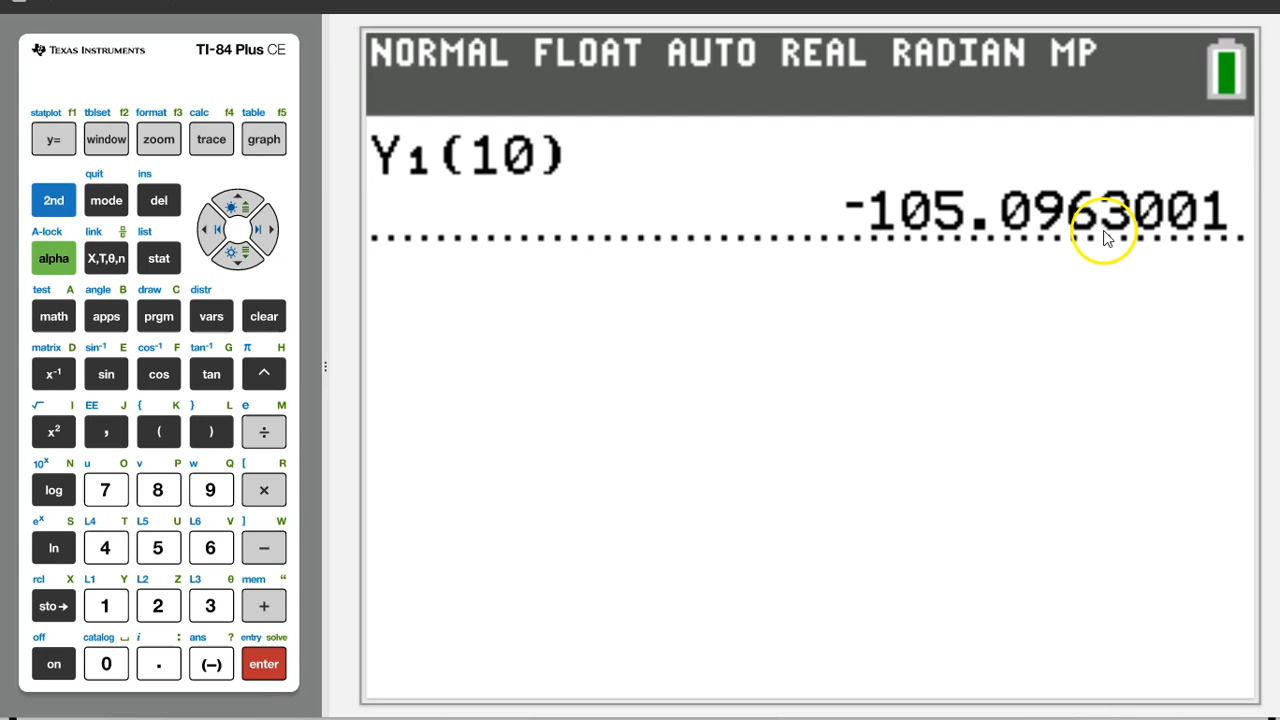 TEXAS INSTRUMENTS TI-84 Plus CE
statplot f1 tblset f2 format f3 calc f4 table f5
y= window zoom trace graph
quit ins
2nd mode del
A-lock link list
alpha X,T,θ,n stat
test A angle B draw C distr
math apps prgm vars clear
matrix D sin⁻¹ E cos⁻¹ F tan⁻¹ G π H
x⁻¹ sin cos tan ^
√ I EE J { K } L e M
x² , ( ) ÷
10ˣ N u O v P w Q [ R
log 7 8 9 ×
eˣ S L4 T L5 U L6 V ] W
ln 4 5 6 −
rcl X L1 Y L2 Z L3 θ mem "
sto→ 1 2 3 +
off catalog ⎵ i : ans ? entry solve
on 0 . (−) enter
NORMAL FLOAT AUTO REAL RADIAN MP
Y₁(10)
-105.0963001